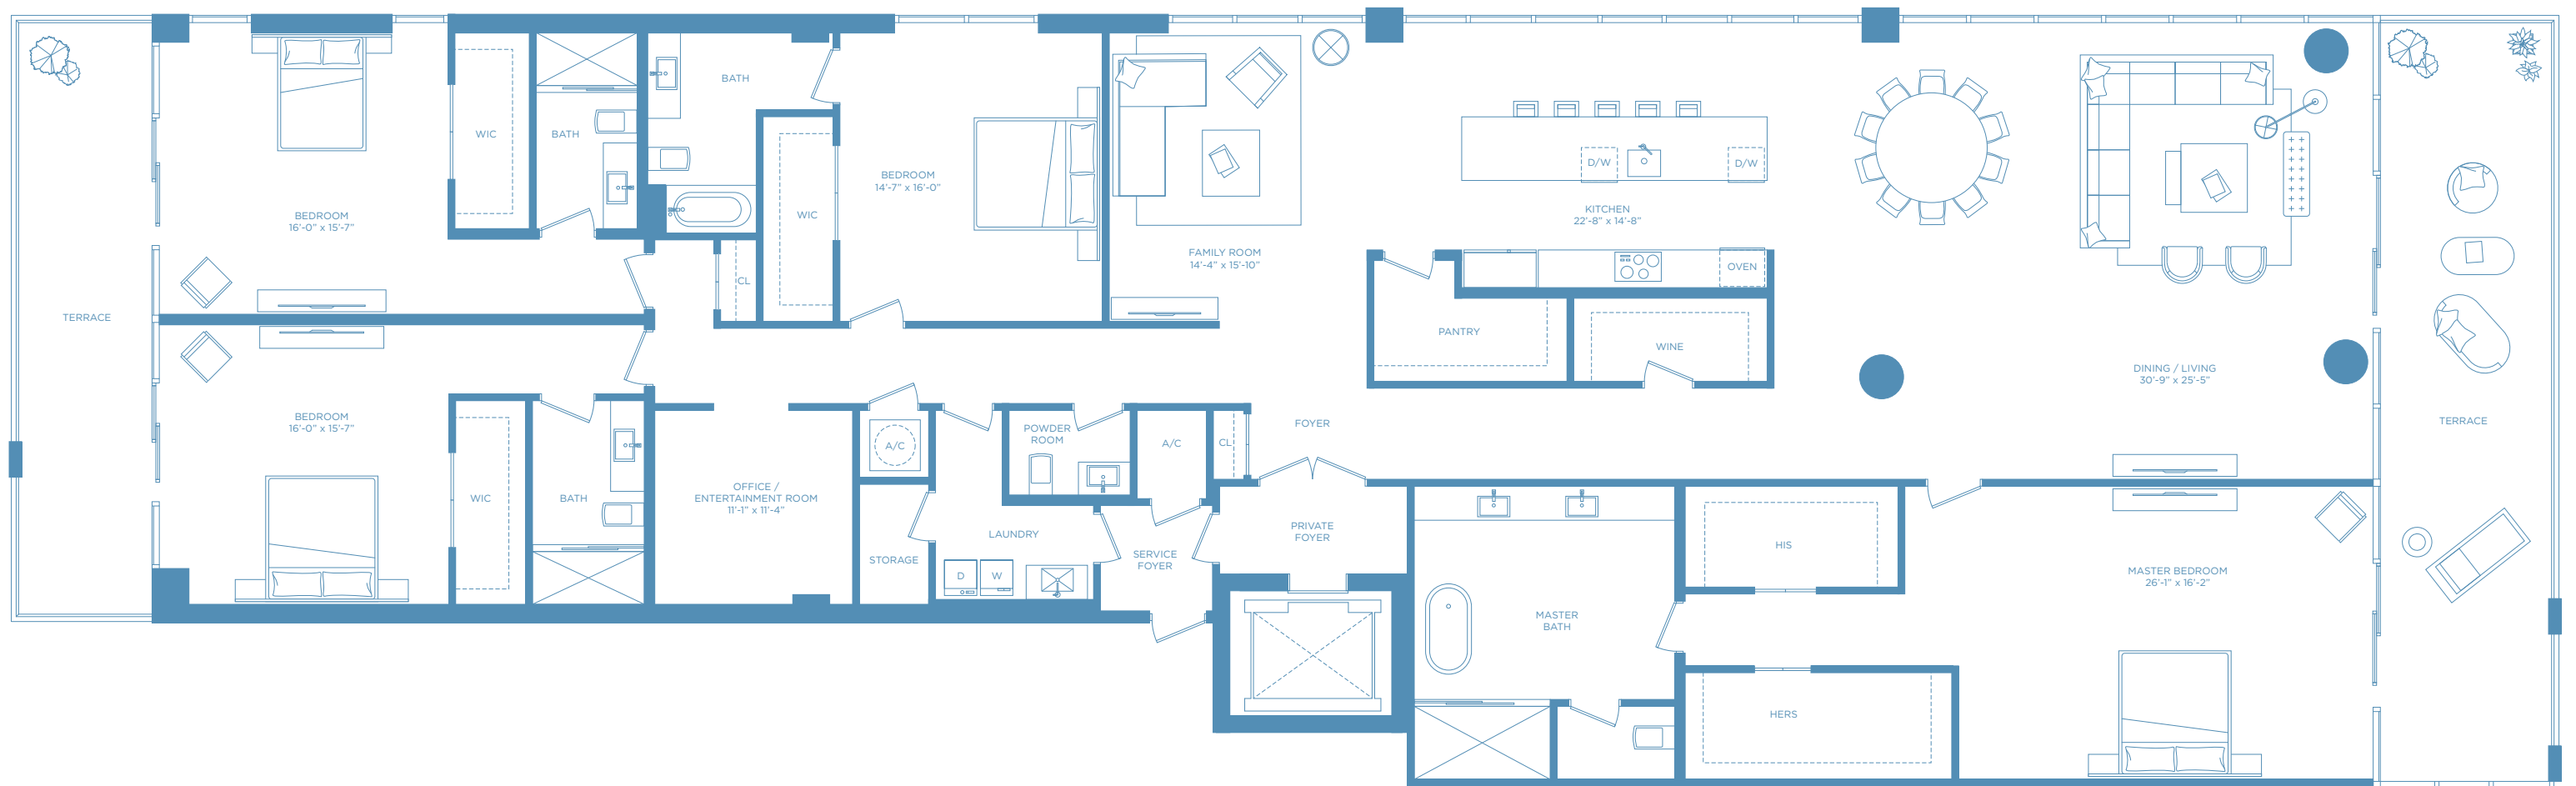 BATH
WIC
BATH
BEDROOM
14'-7" x 16'-0"
WIC
BEDROOM
16'-0" x 15'-7"
CL
FAMILY ROOM
14'-4" x 15'-10"
D/W
D/W
KITCHEN
22'-8" x 14'-8"
OVEN
PANTRY
WINE
DINING / LIVING
30'-9" x 25'-5"
TERRACE
TERRACE
BEDROOM
16'-0" x 15'-7"
WIC
BATH
OFFICE /
ENTERTAINMENT ROOM
11'-1" x 11'-4"
A/C
STORAGE
POWDER
ROOM
A/C
CL
FOYER
LAUNDRY
D
W
SERVICE
FOYER
PRIVATE
FOYER
MASTER
BATH
HIS
HERS
MASTER BEDROOM
26'-1" x 16'-2"